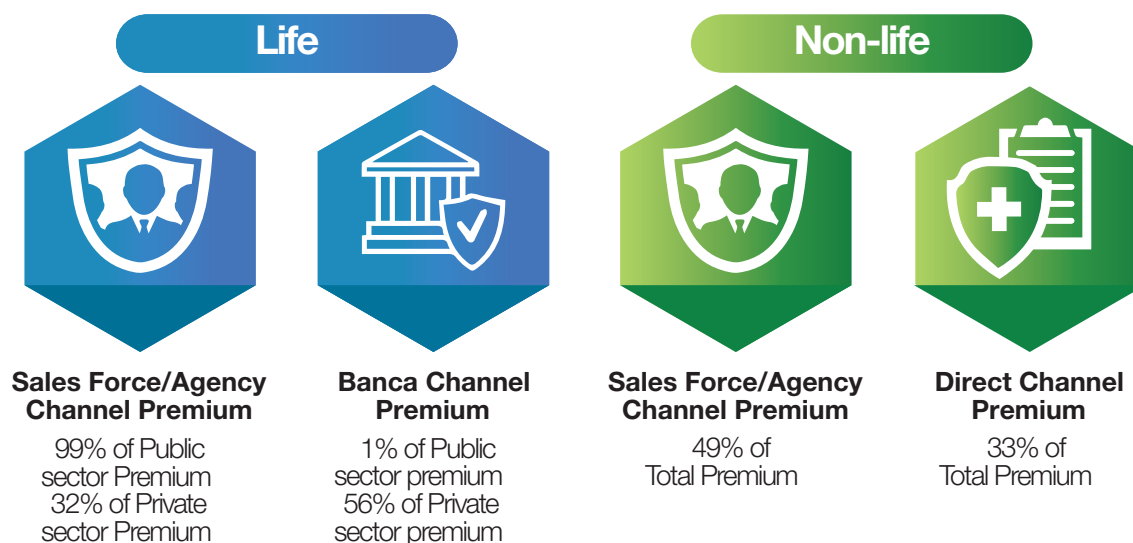 Life
Sales Force/Agency
Channel Premium
99% of Public
sector Premium
32% of Private
sector Premium
Banca Channel
Premium
1% of Public
sector premium
56% of Private
sector premium
Non-life
Sales Force/Agency
Channel Premium
49% of
Total Premium
Direct Channel
Premium
33% of
Total Premium